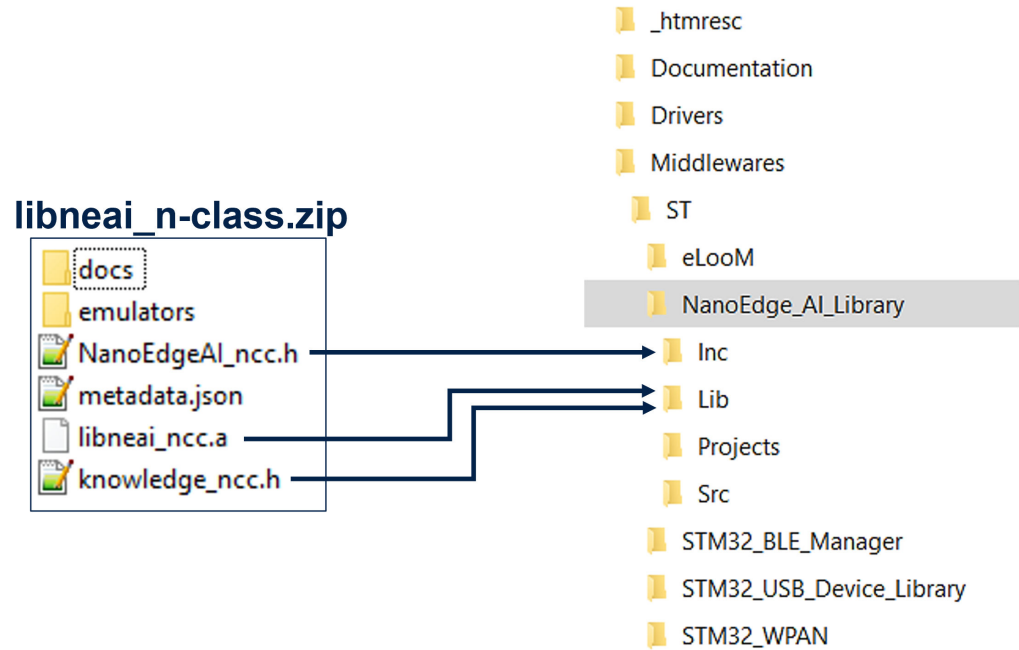 libneai_n-class.zip
docs
emulators
NanoEdgeAI_ncc.h
metadata.json
libneai_ncc.a
knowledge_ncc.h
_htmresc
Documentation
Drivers
Middlewares
ST
eLooM
NanoEdge_AI_Library
Inc
Lib
Projects
Src
STM32_BLE_Manager
STM32_USB_Device_Library
STM32_WPAN